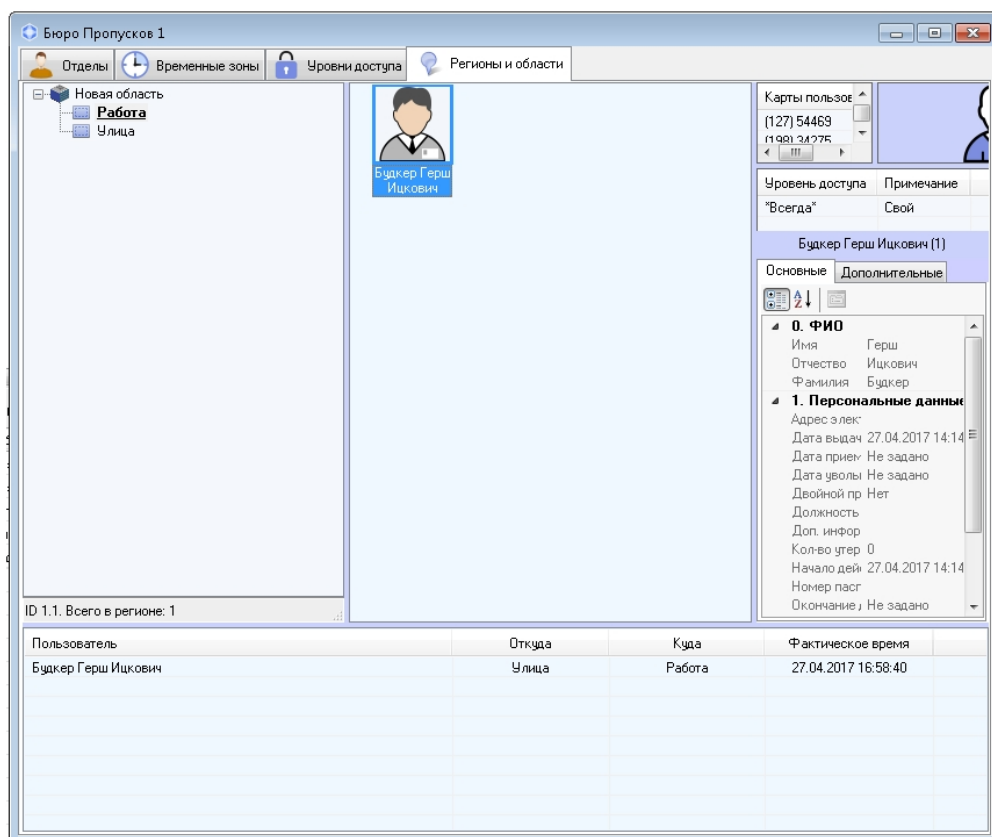 Бюро Пропусков 1
Отделы Временные зоны Уровни доступа Регионы и области
Новая область
Работа
Улица
Будкер Герш
Ицкович
Карты пользов
(127) 54469
(198) 34275
Уровень доступа Примечание
*Всегда* Свой
Будкер Герш Ицкович (1)
Основные Дополнительные
0. ФИО
Имя Герш
Отчество Ицкович
Фамилия Будкер
1. Персональные данные
Адрес элект
Дата выдач 27.04.2017 14:14
Дата прием Не задано
Дата уволы Не задано
Двойной пр Нет
Должность
Доп. инфор
Кол-во утер 0
Начало дей 27.04.2017 14:14
Номер пасп
Окончание д Не задано
ID 1.1. Всего в регионе: 1
Пользователь Откуда Куда Фактическое время
Будкер Герш Ицкович Улица Работа 27.04.2017 16:58:40